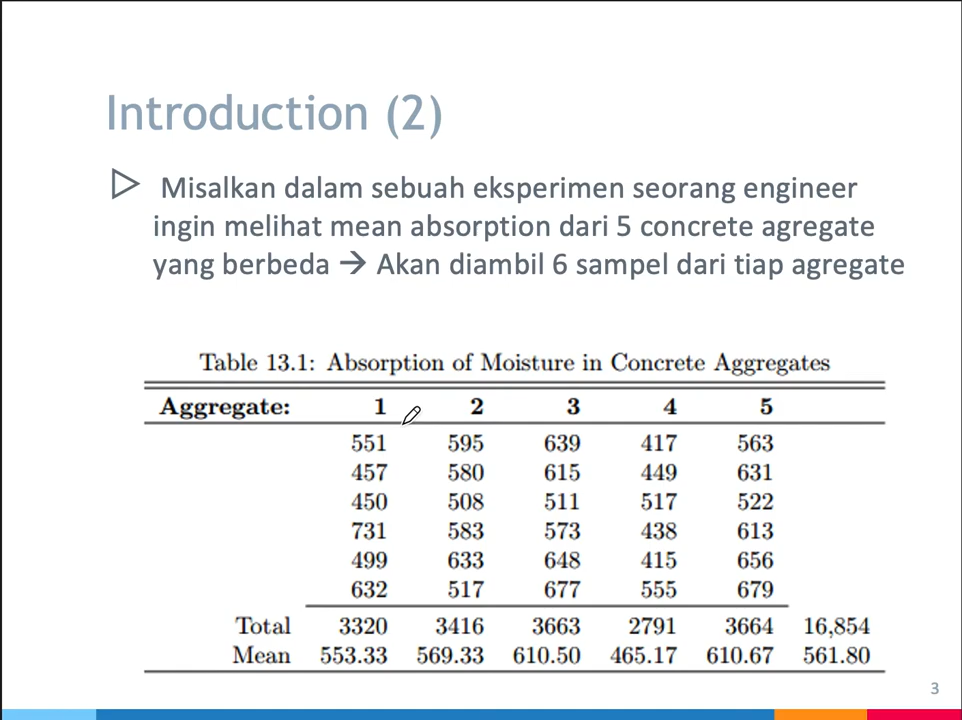 Introduction (2)
Misalkan dalam sebuah eksperimen seorang engineer
ingin melihat mean absorption dari 5 concrete agregate
yang berbeda → Akan diambil 6 sampel dari tiap agregate
Table 13.1: Absorption of Moisture in Concrete Aggregates
Aggregate: 1 2 3 4 5
551 595 639 417 563
457 580 615 449 631
450 508 511 517 522
731 583 573 438 613
499 633 648 415 656
632 517 677 555 679
Total 3320 3416 3663 2791 3664 16,854
Mean 553.33 569.33 610.50 465.17 610.67 561.80
3